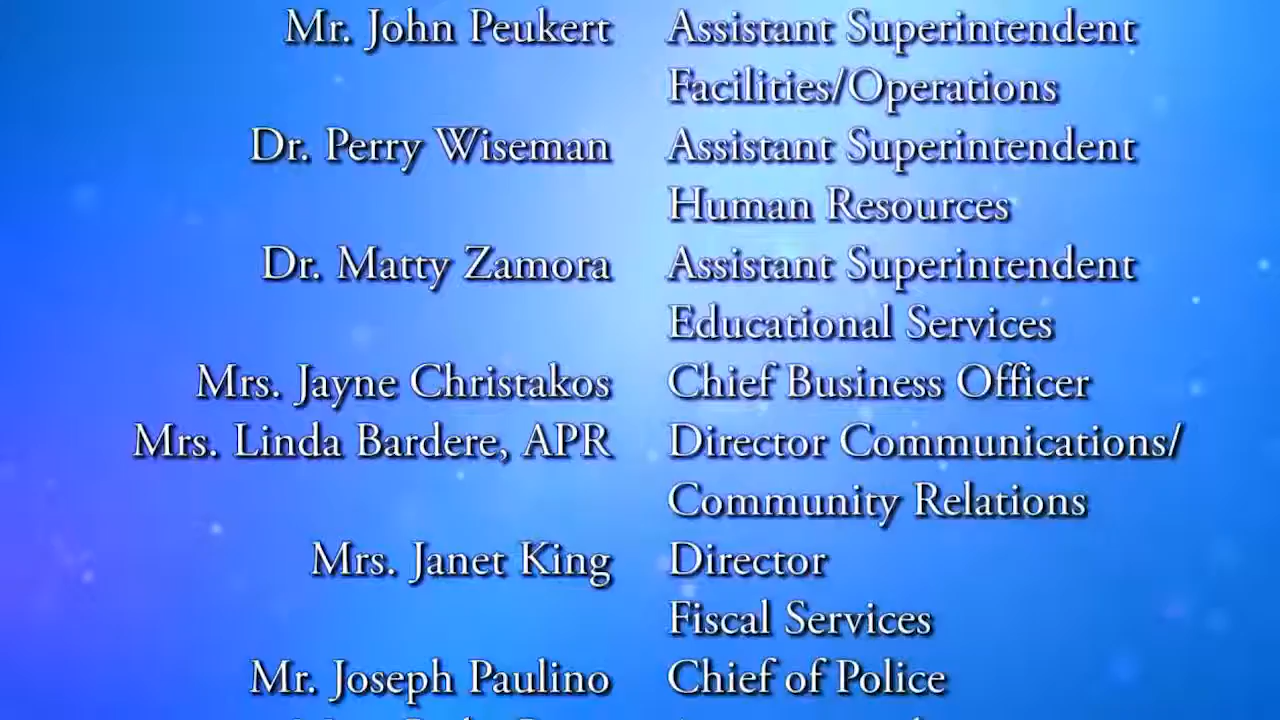 Mr. John Peukert Assistant Superintendent
Facilities/Operations
Dr. Perry Wiseman Assistant Superintendent
Human Resources
Dr. Matty Zamora Assistant Superintendent
Educational Services
Mrs. Jayne Christakos Chief Business Officer
Mrs. Linda Bardere, APR Director Communications/
Community Relations
Mrs. Janet King Director
Fiscal Services
Mr. Joseph Paulino Chief of Police